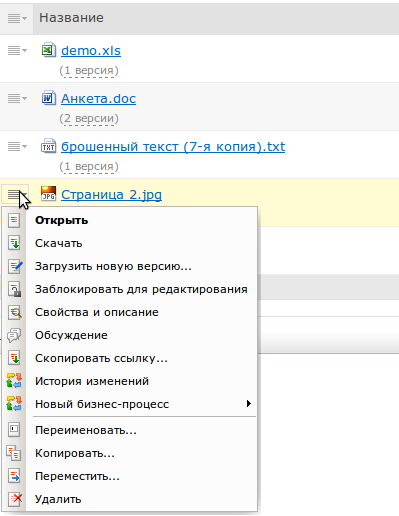 Название
demo.xls
(1 версия)
Анкета.doc
(2 версии)
брошенный текст (7-я копия).txt
(1 версия)
Страница 2.jpg
Открыть
Скачать
Загрузить новую версию...
Заблокировать для редактирования
Свойства и описание
Обсуждение
Скопировать ссылку...
История изменений
Новый бизнес-процесс
Переименовать...
Копировать...
Переместить...
Удалить